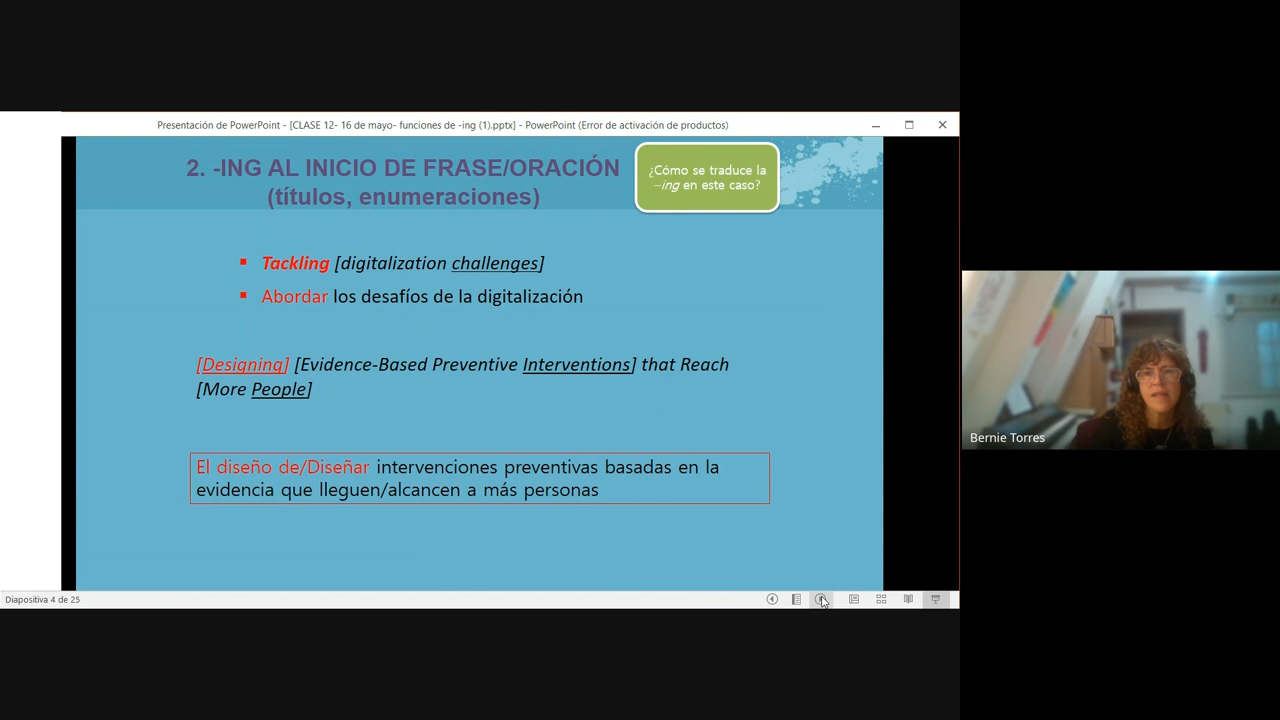 Presentación de PowerPoint - [CLASE 12- 16 de mayo- funciones de -ing (1).pptx] - PowerPoint (Error de activación de productos)
2. -ING AL INICIO DE FRASE/ORACIÓN
(títulos, enumeraciones)
¿Cómo se traduce la
–ing en este caso?
Tackling [digitalization challenges]
Abordar los desafíos de la digitalización
[Designing] [Evidence-Based Preventive Interventions] that Reach
[More People]
El diseño de/Diseñar intervenciones preventivas basadas en la
evidencia que lleguen/alcancen a más personas
Bernie Torres
Diapositiva 4 de 25